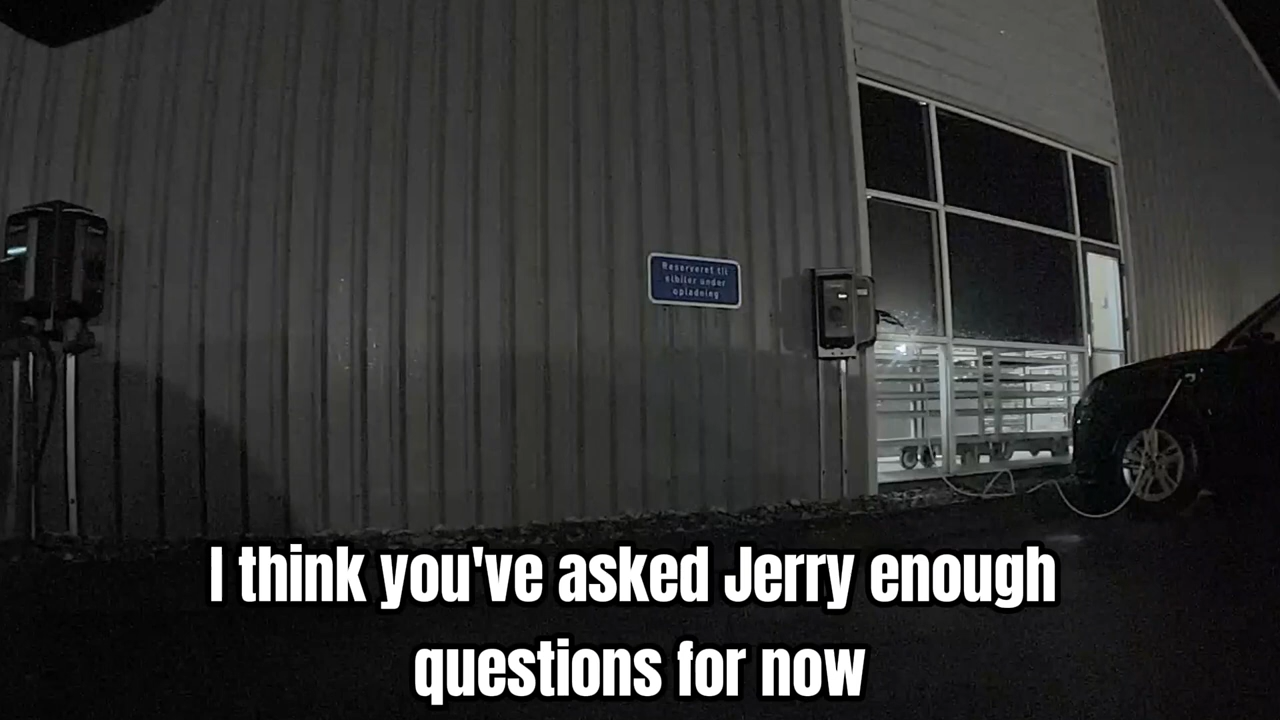 Reserveret til
elbiler under
opladning
I think you've asked Jerry enough
questions for now